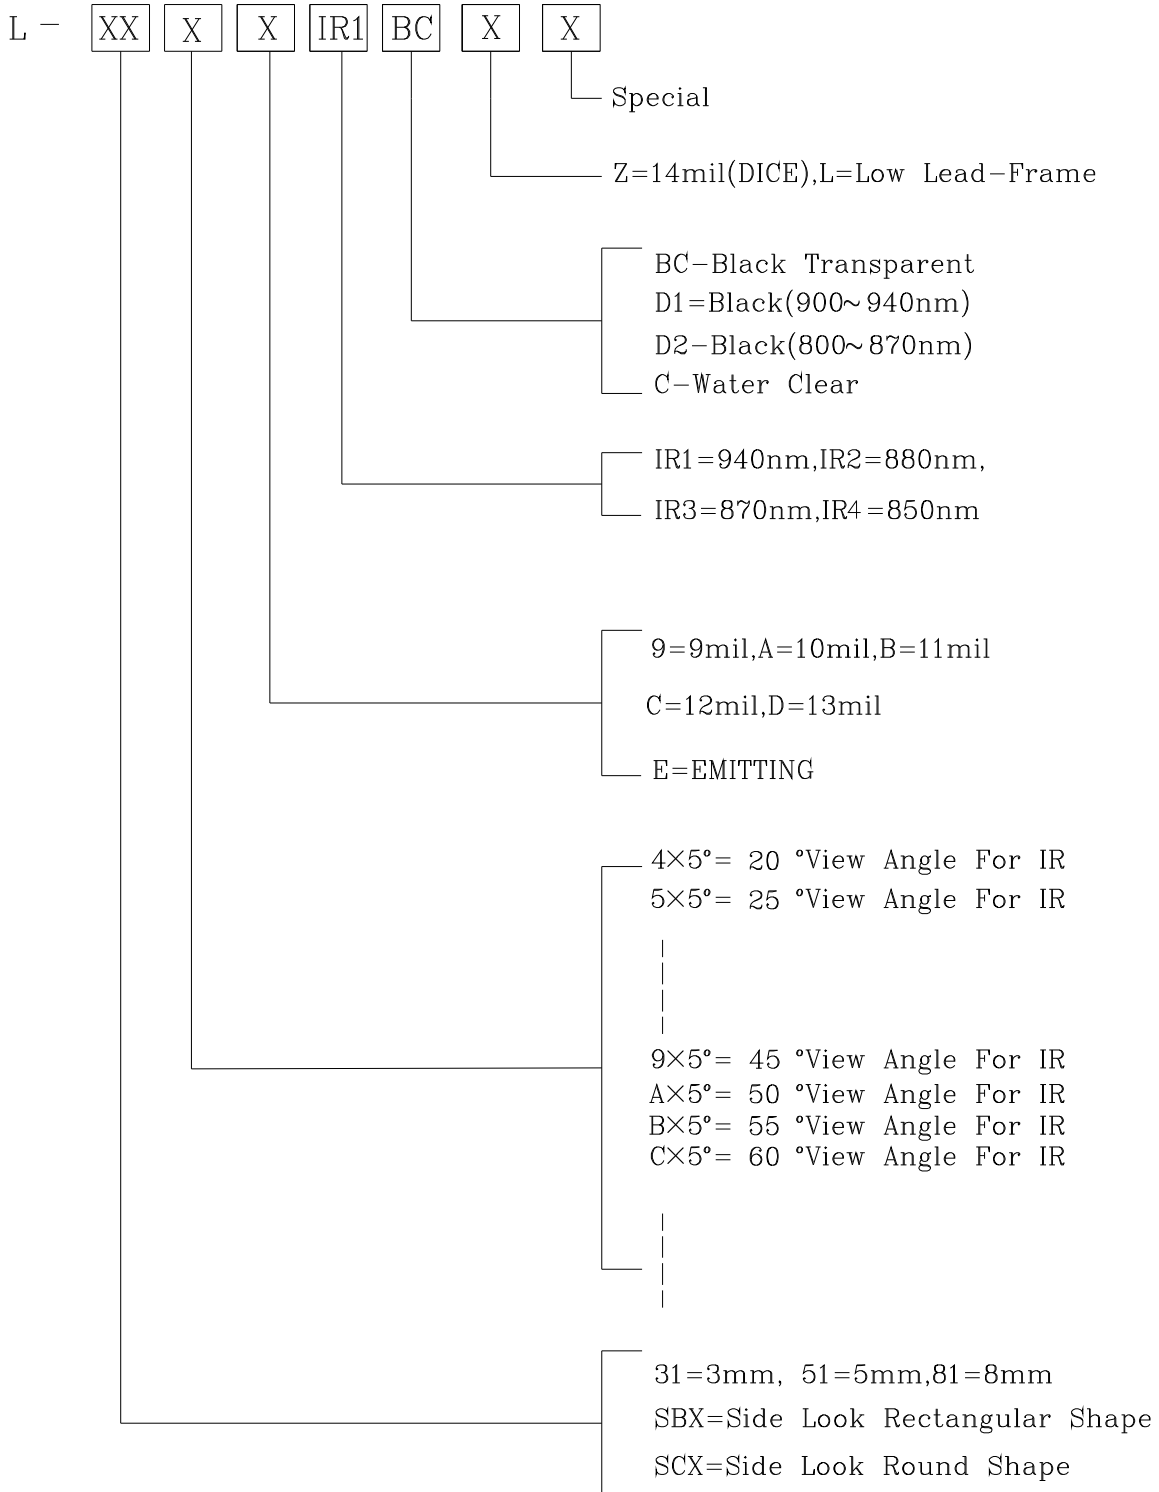 L- XX X X IR1 BC X X
Special
Z=14mil(DICE),L=Low Lead-Frame
BC-Black Transparent
D1=Black(900~940nm)
D2-Black(800~870nm)
C-Water Clear
IR1=940nm,IR2=880nm,
IR3=870nm,IR4=850nm
9=9mil,A=10mil,B=11mil
C=12mil,D=13mil
E=EMITTING
4×5°= 20 °View Angle For IR
5×5°= 25 °View Angle For IR
9×5°= 45 °View Angle For IR
A×5°= 50 °View Angle For IR
B×5°= 55 °View Angle For IR
C×5°= 60 °View Angle For IR
31=3mm, 51=5mm,81=8mm
SBX=Side Look Rectangular Shape
SCX=Side Look Round Shape